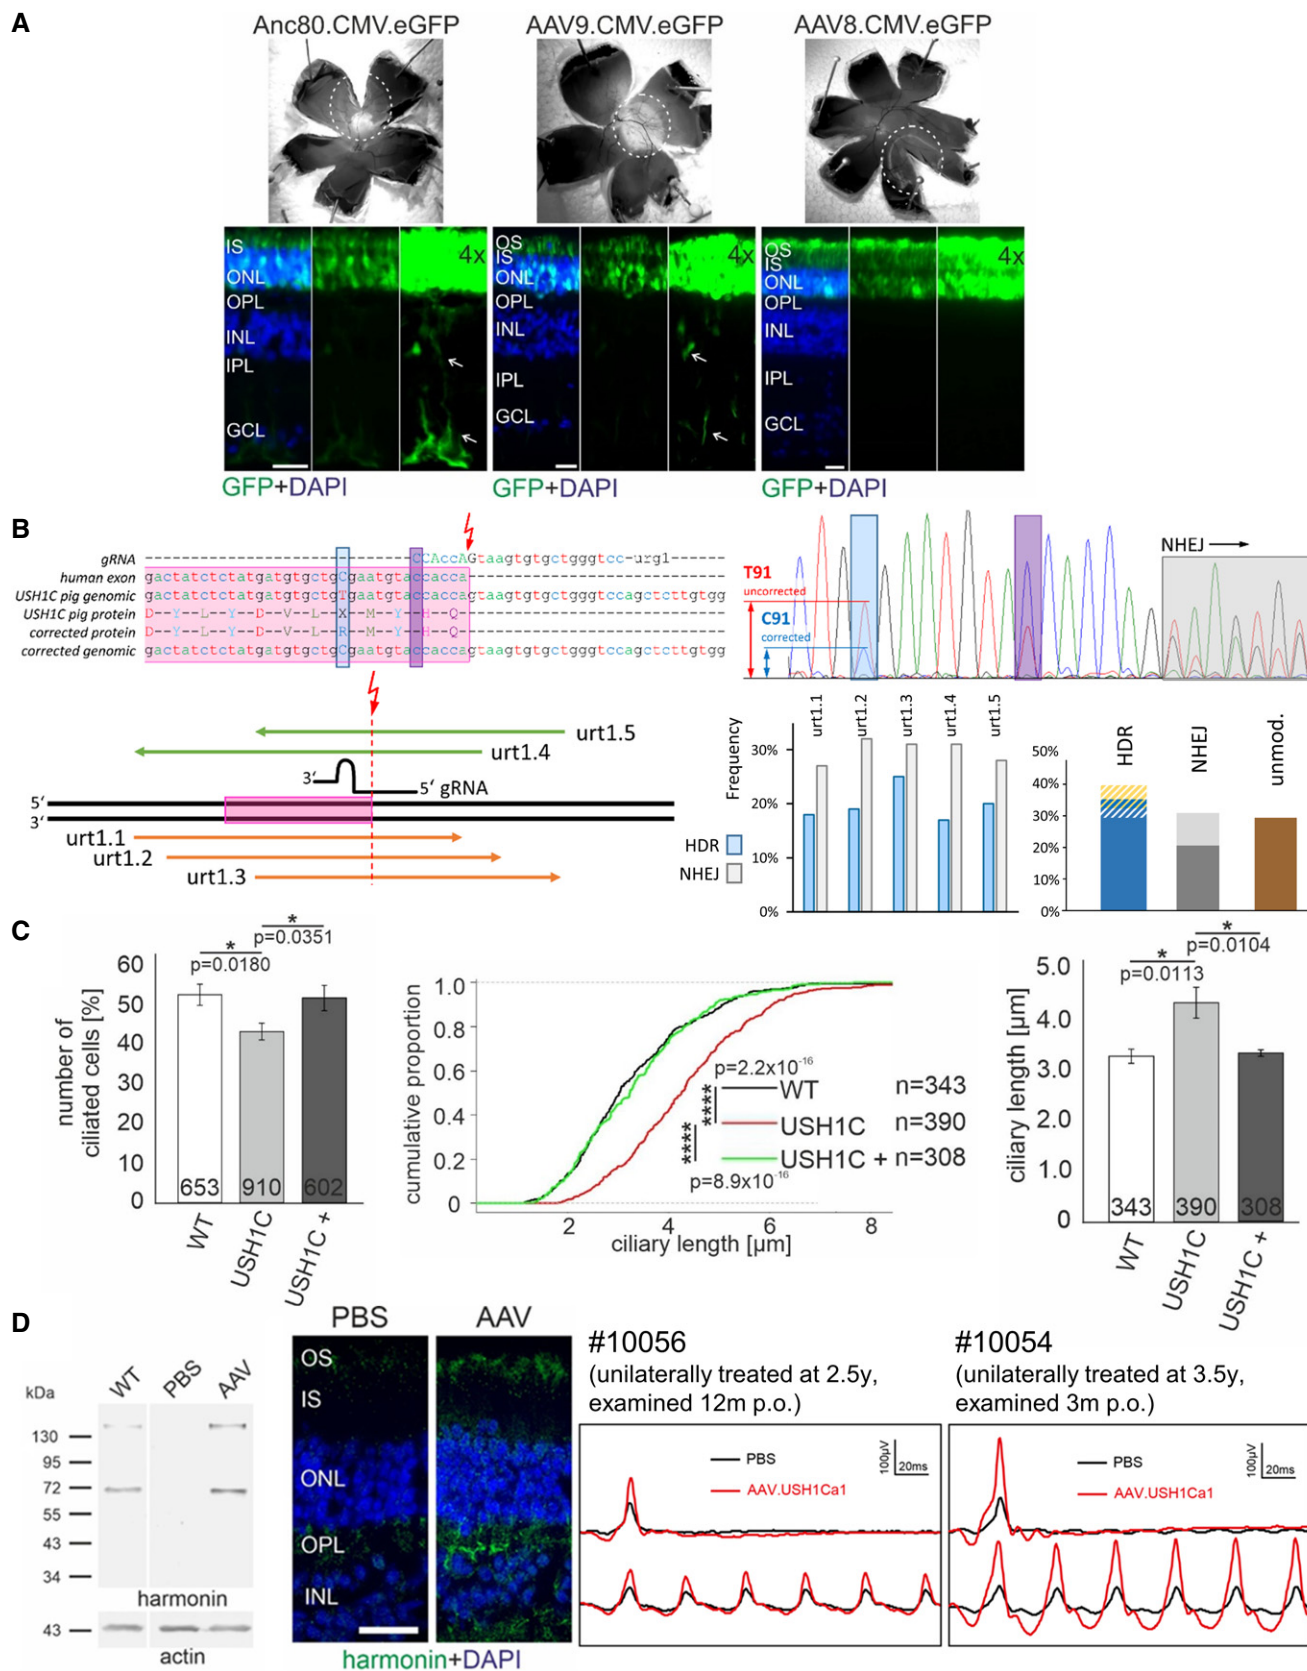 A
Anc80.CMV.eGFP
AAV9.CMV.eGFP
AAV8.CMV.eGFP
IS
ONL
OPL
INL
IPL
GCL
4x
OS
IS
ONL
OPL
INL
IPL
GCL
4x
OS
IS
ONL
OPL
INL
IPL
GCL
4x
GFP+DAPI
GFP+DAPI
GFP+DAPI
B
gRNA CCAccAGtaagtgtgctgggtcc-urg1
human exon gactatctctatgatgtgctgCgaatgtaccacca
USH1C pig genomic gactatctctatgatgtgctgTgaatgtaccaccagtaagtgtgctgggtccagctcttgtgg
USH1C pig protein D--Y--L--Y--D--V--L--X--M--Y--H--Q
corrected protein D--Y--L--Y--D--V--L--R--M--Y--H--Q
corrected genomic gactatctctatgatgtgctgCgaatgtaccaccagtaagtgtgctgggtccagctcttgtgg
T91
uncorrected
C91
corrected
NHEJ
urt1.5
urt1.4
3‘
5‘ gRNA
5‘
3‘
urt1.1
urt1.2
urt1.3
Frequency
30%
20%
10%
0%
urt1.1
urt1.2
urt1.3
urt1.4
urt1.5
HDR
NHEJ
50%
40%
30%
20%
10%
0%
HDR
NHEJ
unmod.
C
number of
ciliated cells [%]
60
50
40
30
20
10
0
*
p=0.0180
*
p=0.0351
653
910
602
WT
USH1C
USH1C +
cumulative proportion
1.0
0.8
0.6
0.4
0.2
0
2
4
6
8
ciliary length [µm]
p=2.2x10-16
WT n=343
****
USH1C n=390
****
USH1C + n=308
p=8.9x10-16
ciliary length [µm]
5.0
4.0
3.0
2.0
1.0
0
*
p=0.0113
*
p=0.0104
343
390
308
WT
USH1C
USH1C +
D
kDa
WT
PBS
AAV
130
95
72
55
43
34
harmonin
43
actin
PBS
AAV
OS
IS
ONL
OPL
INL
harmonin+DAPI
#10056
(unilaterally treated at 2.5y,
examined 12m p.o.)
PBS
AAV.USH1Ca1
100µV
20ms
#10054
(unilaterally treated at 3.5y,
examined 3m p.o.)
PBS
AAV.USH1Ca1
100µV
20ms